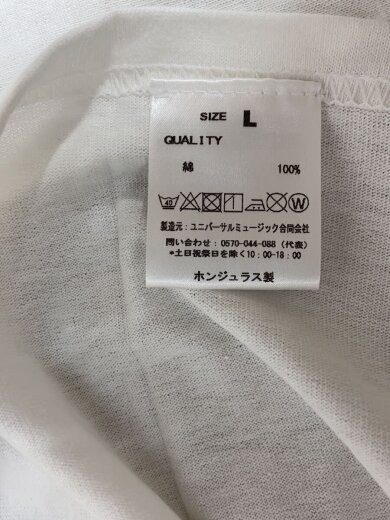 SIZE L
QUALITY
綿 100%
40 W
製造元:ユニバーサルミュージック合同会社
問い合わせ:0570-044-088 (代表)
*土日祝祭日を除く10:00-18:00
ホンジュラス製